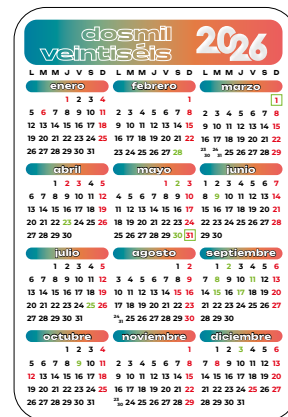 dosmil
veintiséis
2026
L M M J V S D
L M M J V S D
L M M J V S D
enero
1 2 3 4
5 6 7 8 9 10 11
12 13 14 15 16 17 18
19 20 21 22 23 24 25
26 27 28 29 30 31
febrero
1
2 3 4 5 6 7 8
9 10 11 12 13 14 15
16 17 18 19 20 21 22
23 24 25 26 27 28
marzo
1
2 3 4 5 6 7 8
9 10 11 12 13 14 15
16 17 18 19 20 21 22
23/30 24/31 25 26 27 28 29
abril
1 2 3 4 5
6 7 8 9 10 11 12
13 14 15 16 17 18 19
20 21 22 23 24 25 26
27 28 29 30
mayo
1 2 3
4 5 6 7 8 9 10
11 12 13 14 15 16 17
18 19 20 21 22 23 24
25 26 27 28 29 30 31
junio
1 2 3 4 5 6 7
8 9 10 11 12 13 14
15 16 17 18 19 20 21
22 23 24 25 26 27 28
29 30
julio
1 2 3 4 5
6 7 8 9 10 11 12
13 14 15 16 17 18 19
20 21 22 23 24 25 26
27 28 29 30 31
agosto
1 2
3 4 5 6 7 8 9
10 11 12 13 14 15 16
17 18 19 20 21 22 23
24/31 25 26 27 28 29 30
septiembre
1 2 3 4 5 6
7 8 9 10 11 12 13
14 15 16 17 18 19 20
21 22 23 24 25 26 27
28 29 30
octubre
1 2 3 4
5 6 7 8 9 10 11
12 13 14 15 16 17 18
19 20 21 22 23 24 25
26 27 28 29 30 31
noviembre
1
2 3 4 5 6 7 8
9 10 11 12 13 14 15
16 17 18 19 20 21 22
23/30 24 25 26 27 28 29
diciembre
1 2 3 4 5 6
7 8 9 10 11 12 13
14 15 16 17 18 19 20
21 22 23 24 25 26 27
28 29 30 31